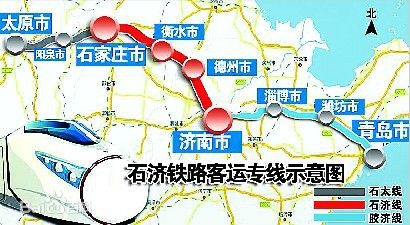 北
太原市
阳泉市
石家庄市
衡水市
德州市
济南市
淄博市
潍坊市
青岛市
石济铁路客运专线示意图
石太线
石济线
胶济线